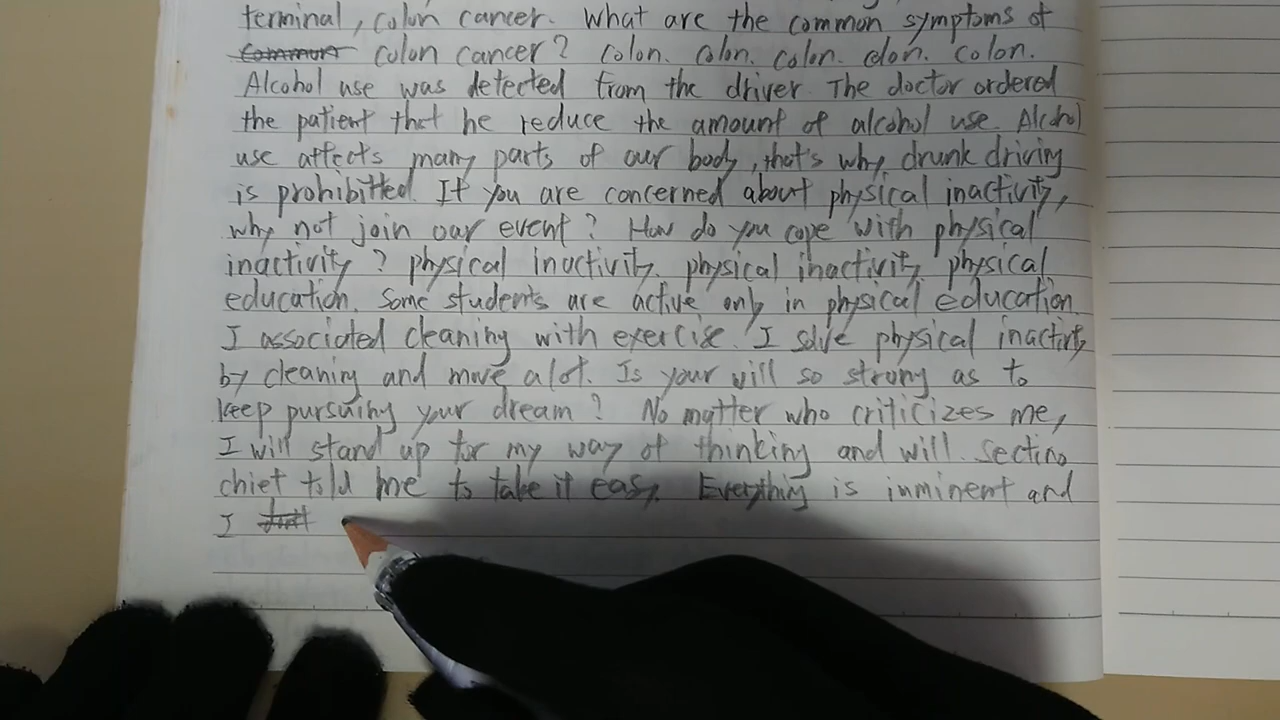 terminal, colon cancer. What are the common symptoms of
common colon cancer? colon. colon. colon. colon. colon.
Alcohol use was detected from the driver. The doctor ordered
the patient that he reduce the amount of alcohol use. Alcohol
use affects many parts of our body, that's why drunk driving
is prohibitted. If you are concerned about physical inactivity,
why not join our event? How do you cope with physical
inactivity? physical inactivity. physical inactivity physical
education. Some students are active only in physical education.
I associated cleaning with exercise. I solve physical inactivity
by cleaning and move a lot. Is your will so strong as to
keep pursuing your dream? No matter who criticizes me,
I will stand up for my way of thinking and will. Section
chief told me to take it easy. Everything is imminent and
I